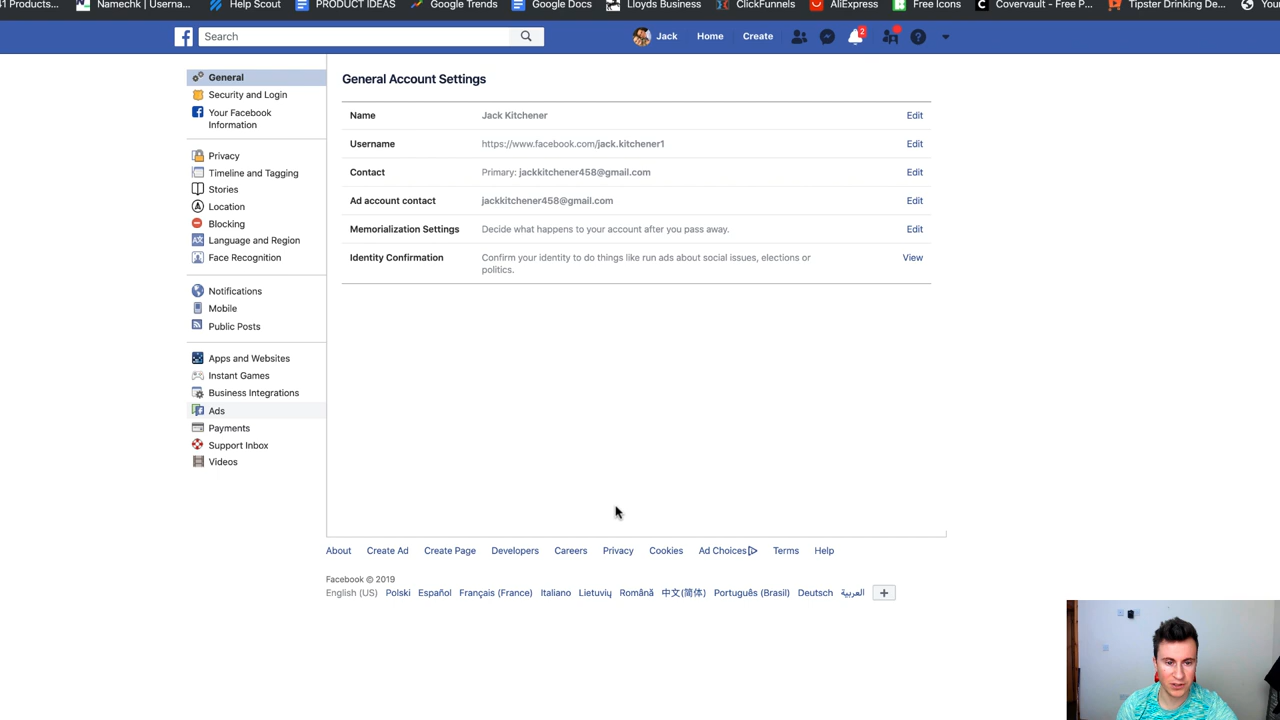 41 Products...
Namechk | Userna...
Help Scout
PRODUCT IDEAS
Google Trends
Google Docs
Lloyds Business
ClickFunnels
AliExpress
Free Icons
Covervault - Free P...
Tipster Drinking De...
You
Search
Jack
Home
Create
2
General
Security and Login
Your Facebook
Information
Privacy
Timeline and Tagging
Stories
Location
Blocking
Language and Region
Face Recognition
Notifications
Mobile
Public Posts
Apps and Websites
Instant Games
Business Integrations
Ads
Payments
Support Inbox
Videos
General Account Settings
Name Jack Kitchener Edit
Username https://www.facebook.com/jack.kitchener1 Edit
Contact Primary: jackkitchener458@gmail.com Edit
Ad account contact jackkitchener458@gmail.com Edit
Memorialization Settings Decide what happens to your account after you pass away. Edit
Identity Confirmation Confirm your identity to do things like run ads about social issues, elections or View
politics.
About Create Ad Create Page Developers Careers Privacy Cookies Ad Choices Terms Help
Facebook © 2019
English (US) Polski Español Français (France) Italiano Lietuvių Română 中文(简体) Português (Brasil) Deutsch العربية